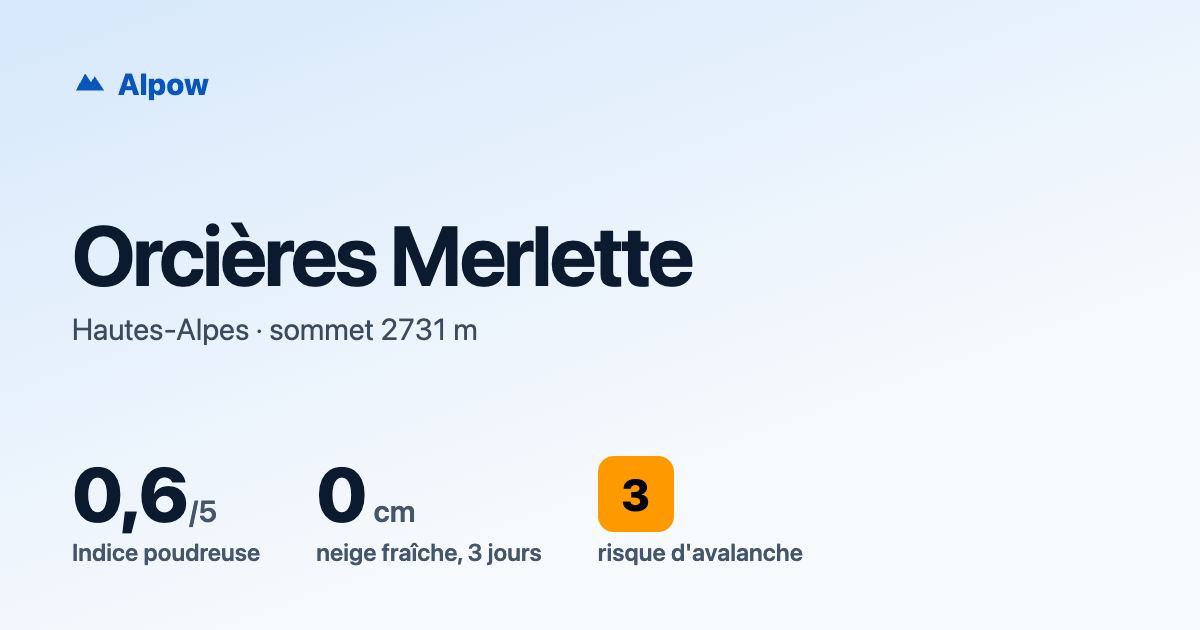 Alpow
Orcières Merlette
Hautes-Alpes · sommet 2731 m
0,6/5
Indice poudreuse
0 cm
neige fraîche, 3 jours
3
risque d'avalanche